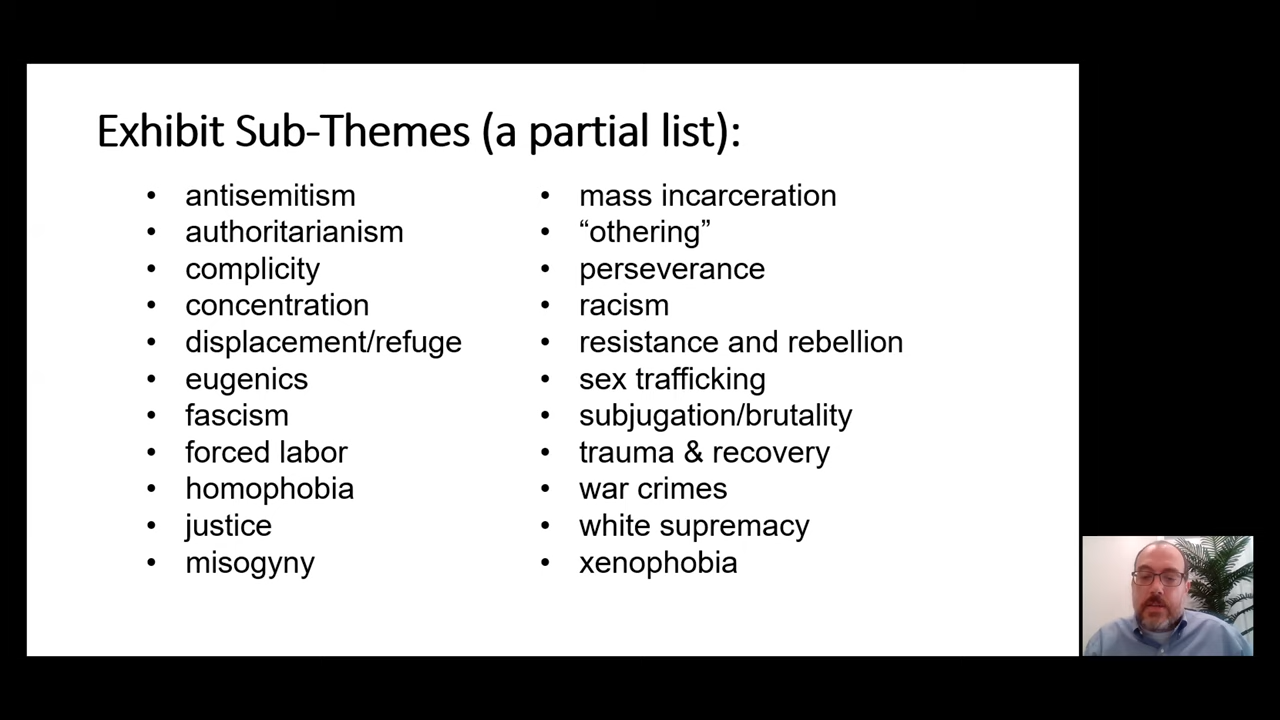 Exhibit Sub-Themes (a partial list):
• antisemitism
• authoritarianism
• complicity
• concentration
• displacement/refuge
• eugenics
• fascism
• forced labor
• homophobia
• justice
• misogyny
• mass incarceration
• “othering”
• perseverance
• racism
• resistance and rebellion
• sex trafficking
• subjugation/brutality
• trauma & recovery
• war crimes
• white supremacy
• xenophobia